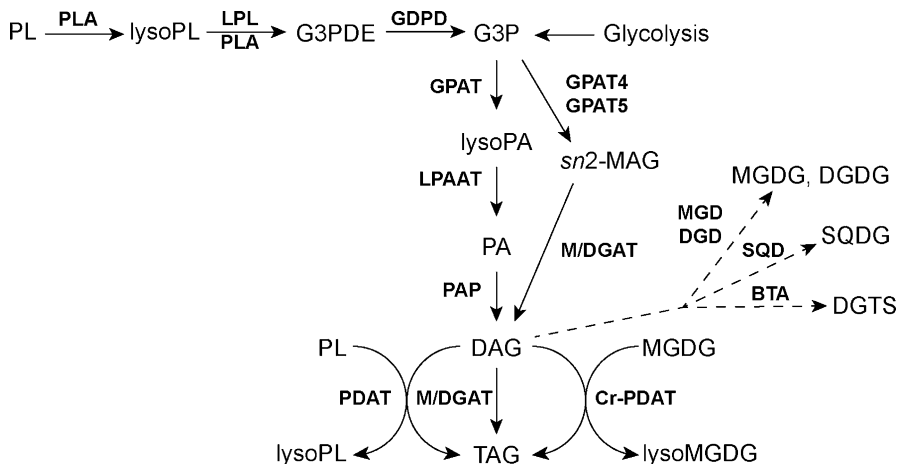 PLA LPL GDPD
PL lysoPL G3PDE G3P Glycolysis
PLA
GPAT GPAT4
GPAT5
lysoPA
sn2-MAG
LPAAT
MGDG, DGDG
MGD
DGD
SQD SQDG
PA M/DGAT
BTA
PAP DGTS
PL DAG MGDG
PDAT M/DGAT Cr-PDAT
lysoPL TAG lysoMGDG